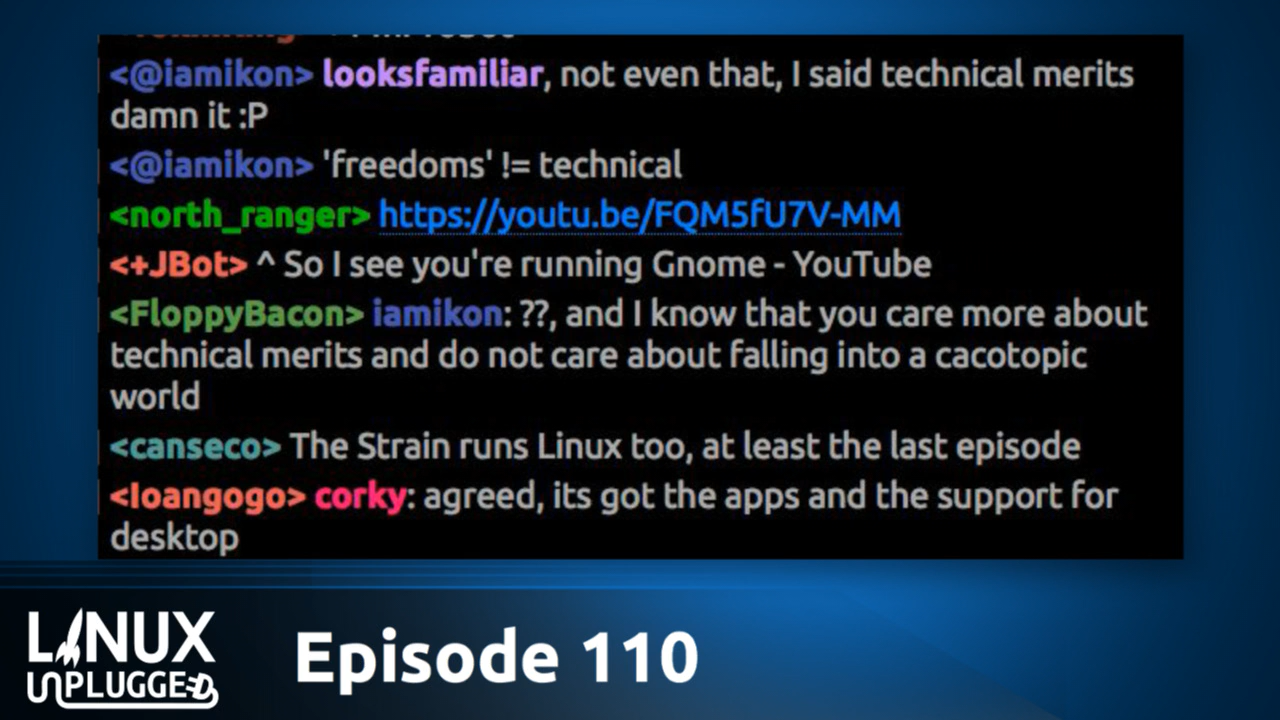 <@iamikon> looksfamiliar, not even that, I said technical merits
damn it :P
<@iamikon> 'freedoms' != technical
<north_ranger> https://youtu.be/FQM5fU7V-MM
<+JBot> ^ So I see you're running Gnome - YouTube
<FloppyBacon> iamikon: ??, and I know that you care more about
technical merits and do not care about falling into a cacotopic
world
<canseco> The Strain runs Linux too, at least the last episode
<loangogo> corky: agreed, its got the apps and the support for
desktop
LINUX
UNPLUGGED
Episode 110